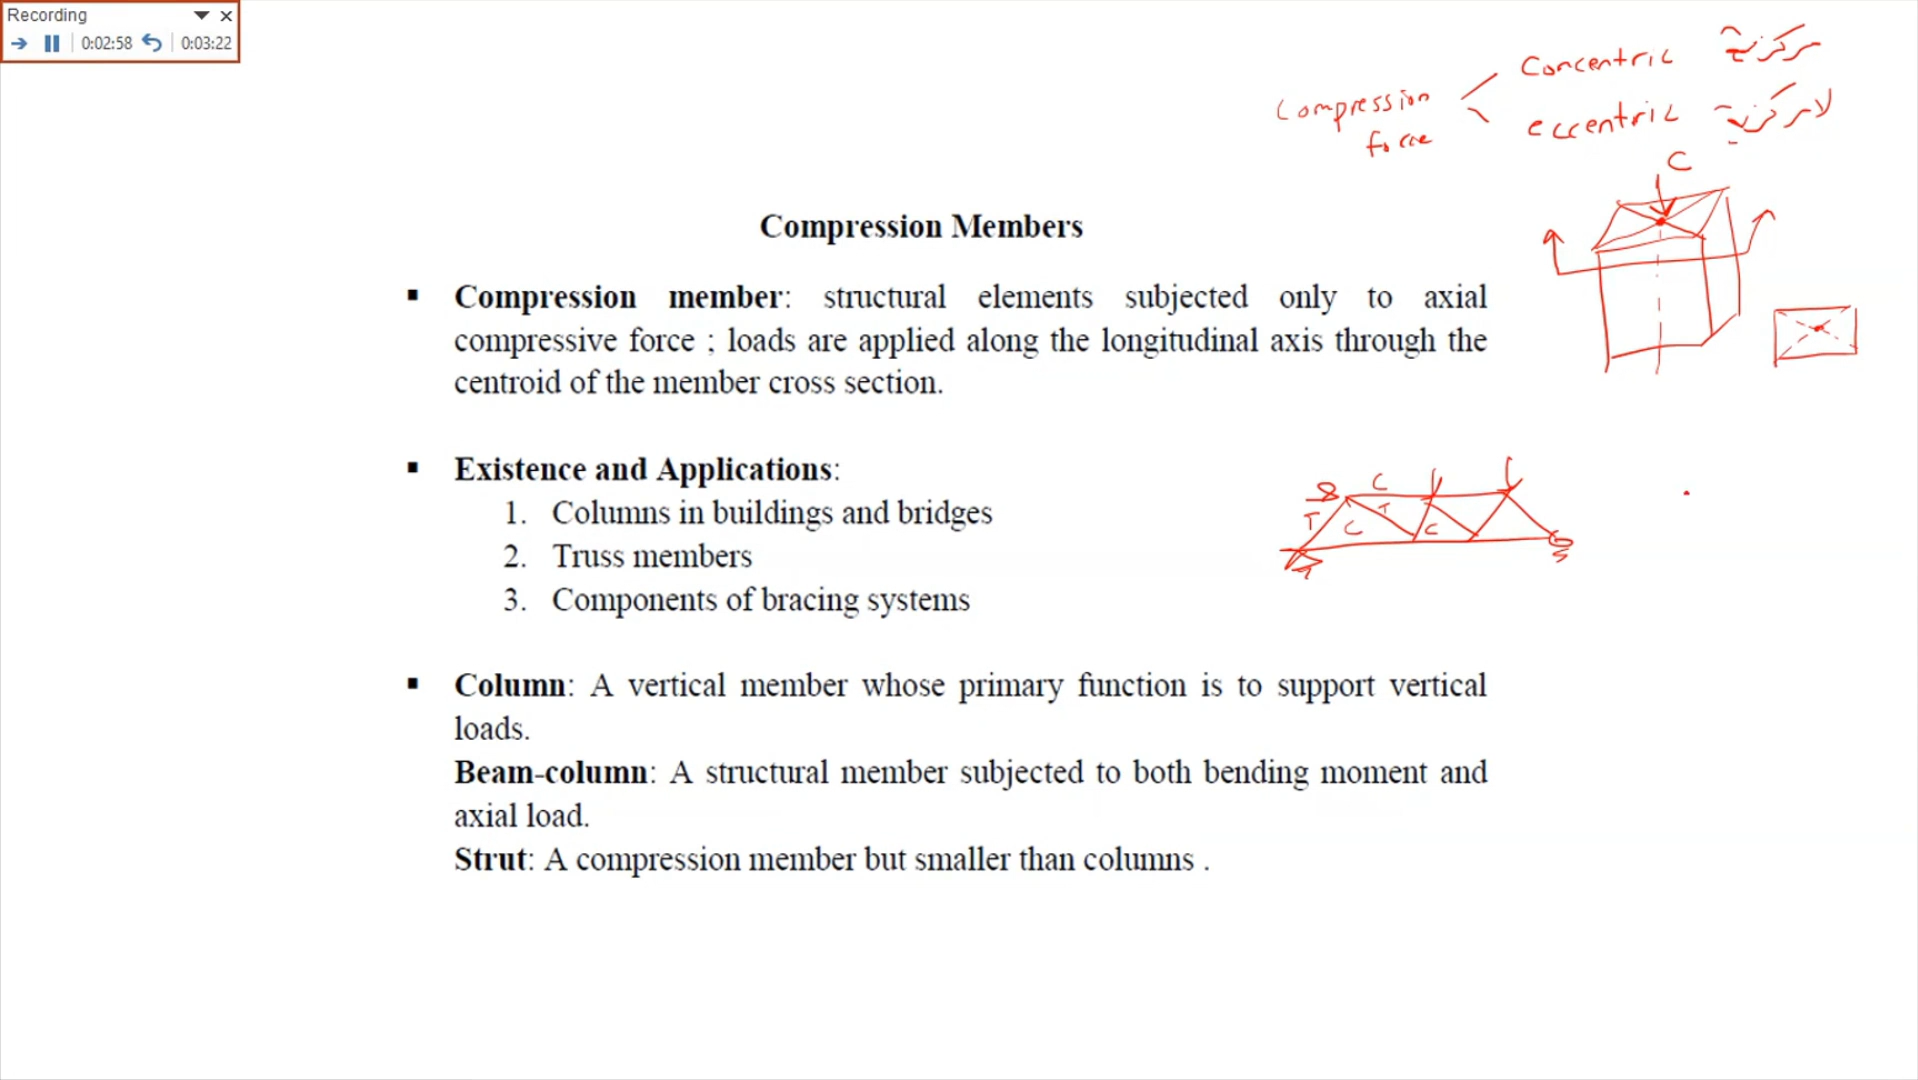 Recording
0:02:58
0:03:22
Compression force
Concentric مركزية
eccentric لا مركزية
C
Compression Members
▪ Compression member: structural elements subjected only to axial
compressive force ; loads are applied along the longitudinal axis through the
centroid of the member cross section.
▪ Existence and Applications:
1. Columns in buildings and bridges
2. Truss members
3. Components of bracing systems
C
T
T
C
C
▪ Column: A vertical member whose primary function is to support vertical
loads.
Beam-column: A structural member subjected to both bending moment and
axial load.
Strut: A compression member but smaller than columns .